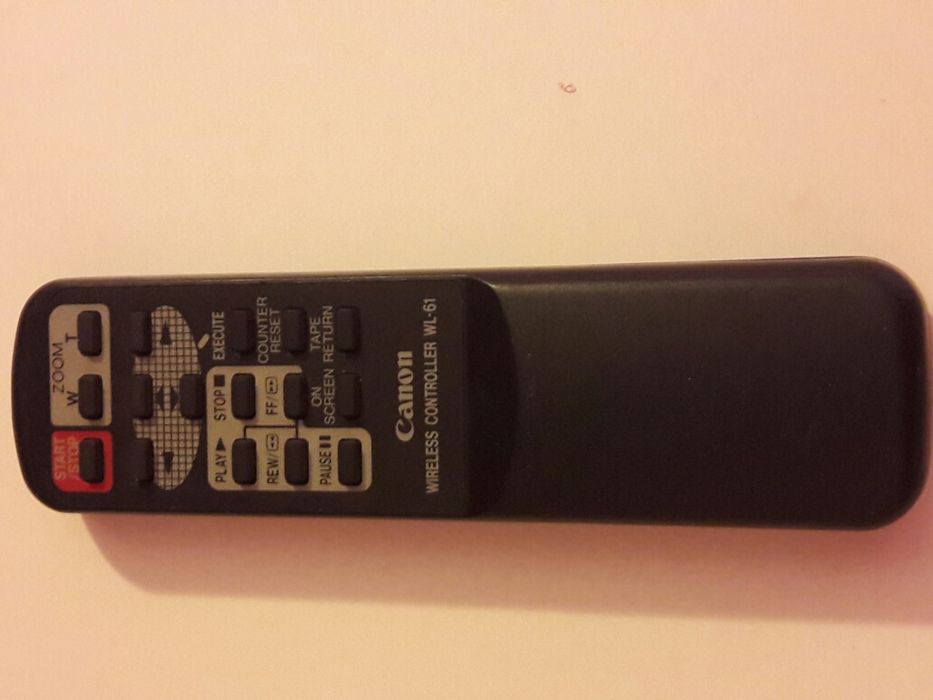 START
/STOP
ZOOM
W T
EXECUTE
PLAY ▶ STOP ■
COUNTER
RESET
REW/◀◀ FF/▶▶
TAPE
RETURN
ON
SCREEN
PAUSE ❚❚
Canon
WIRELESS CONTROLLER WL-61